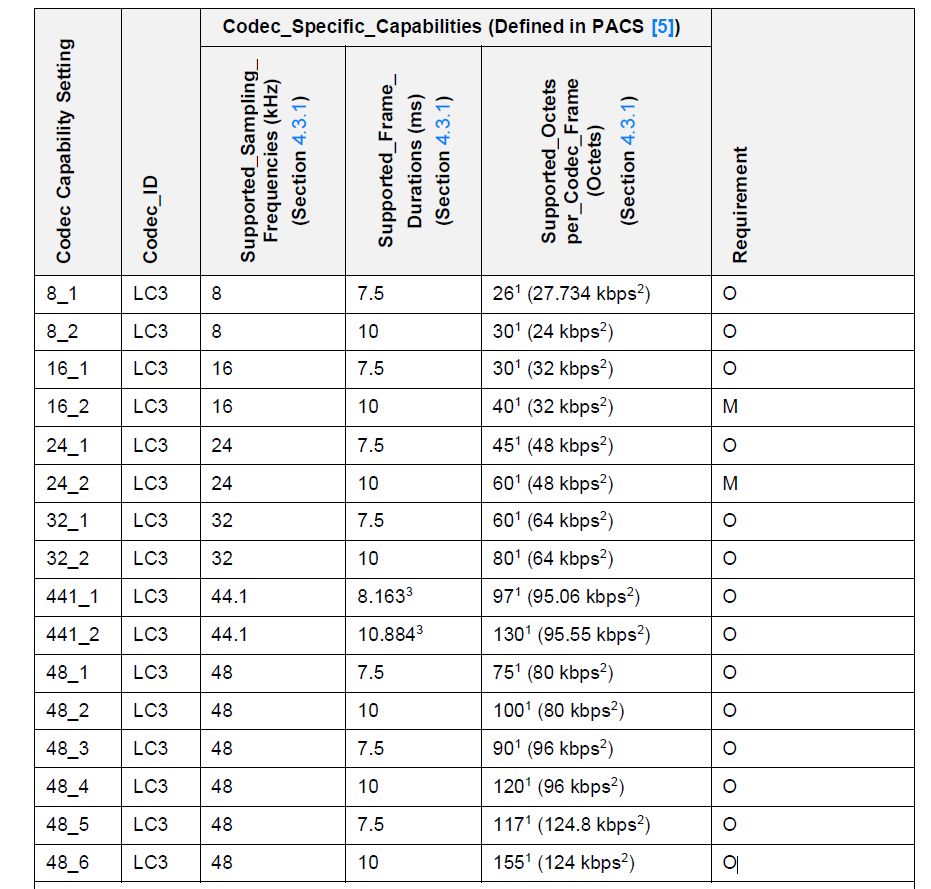 Codec_Specific_Capabilities (Defined in PACS [5])
Codec Capability Setting
Codec_ID
Supported_Sampling_
Frequencies (kHz)
(Section 4.3.1)
Supported_Frame_
Durations (ms)
(Section 4.3.1)
Supported_Octets
per_Codec_Frame
(Octets)
(Section 4.3.1)
Requirement
8_1 LC3 8 7.5 26¹ (27.734 kbps²) O
8_2 LC3 8 10 30¹ (24 kbps²) O
16_1 LC3 16 7.5 30¹ (32 kbps²) O
16_2 LC3 16 10 40¹ (32 kbps²) M
24_1 LC3 24 7.5 45¹ (48 kbps²) O
24_2 LC3 24 10 60¹ (48 kbps²) M
32_1 LC3 32 7.5 60¹ (64 kbps²) O
32_2 LC3 32 10 80¹ (64 kbps²) O
441_1 LC3 44.1 8.163³ 97¹ (95.06 kbps²) O
441_2 LC3 44.1 10.884³ 130¹ (95.55 kbps²) O
48_1 LC3 48 7.5 75¹ (80 kbps²) O
48_2 LC3 48 10 100¹ (80 kbps²) O
48_3 LC3 48 7.5 90¹ (96 kbps²) O
48_4 LC3 48 10 120¹ (96 kbps²) O
48_5 LC3 48 7.5 117¹ (124.8 kbps²) O
48_6 LC3 48 10 155¹ (124 kbps²) O